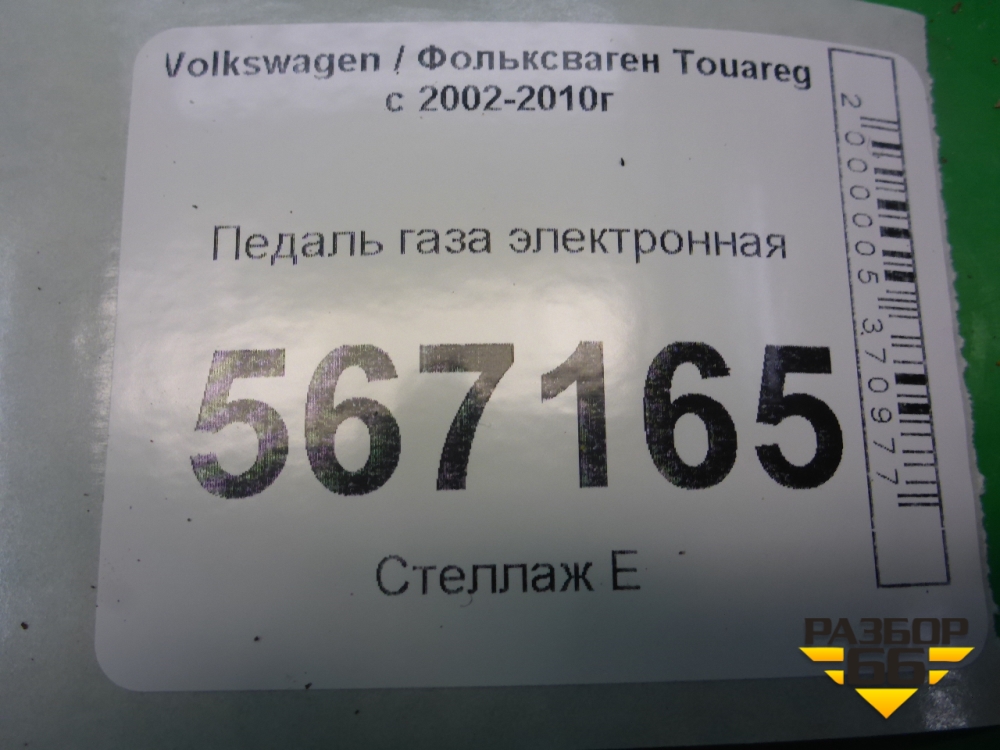 Volkswagen / Фольксваген Touareg
с 2002-2010г
Педаль газа электронная
567165
Стеллаж Е
2000005370977
РАЗБОР
66